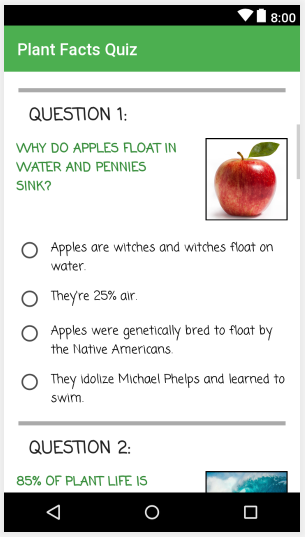 8:00
Plant Facts Quiz
QUESTION 1:
WHY DO APPLES FLOAT IN
WATER AND PENNIES
SINK?
Apples are witches and witches float on
water.
They're 25% air.
Apples were genetically bred to float by
the Native Americans.
They idolize Michael Phelps and learned to
swim.
QUESTION 2:
85% OF PLANT LIFE IS